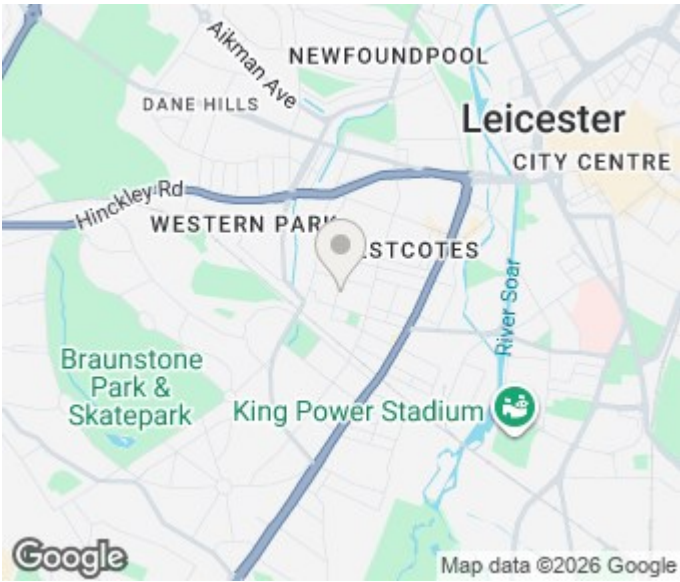 Aikman Ave
NEWFOUNDPOOL
DANE HILLS
Leicester
CITY CENTRE
Hinckley Rd
WESTERN PARK
STCOTES
River Soar
Braunstone
Park &
Skatepark
King Power Stadium
Google
Map data ©2026 Google